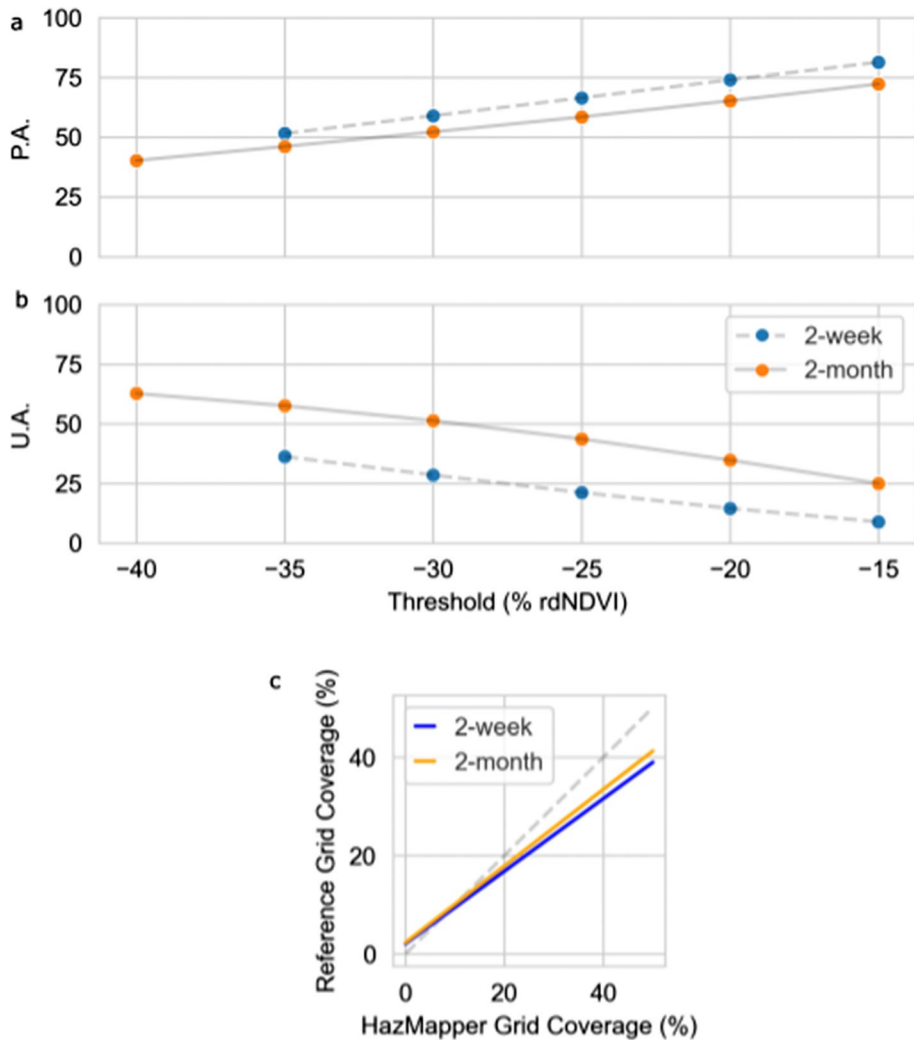 a
100
75
50
25
0
P.A.
b
100
75
50
25
0
U.A.
2-week
2-month
−40 −35 −30 −25 −20 −15
Threshold (% rdNDVI)
c
2-week
2-month
40
20
0
Reference Grid Coverage (%)
0 20 40
HazMapper Grid Coverage (%)